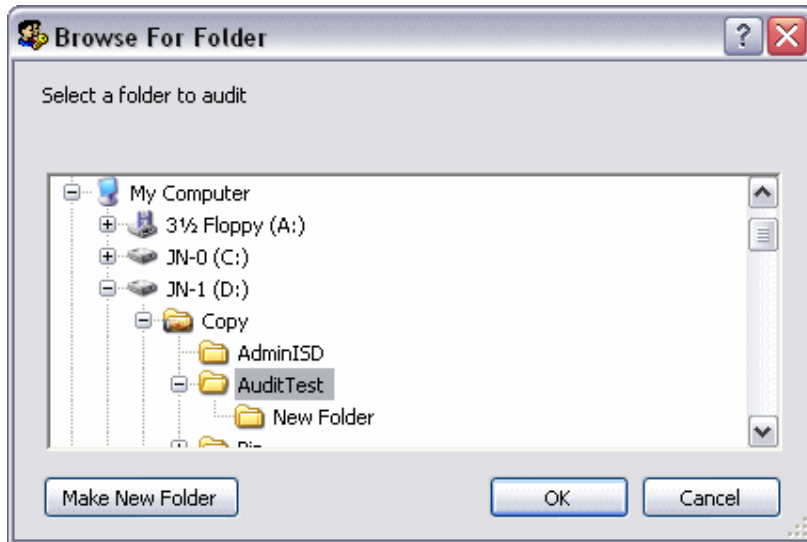 Browse For Folder
Select a folder to audit
My Computer
3½ Floppy (A:)
JN-0 (C:)
JN-1 (D:)
Copy
AdminISD
AuditTest
New Folder
Make New Folder
OK
Cancel